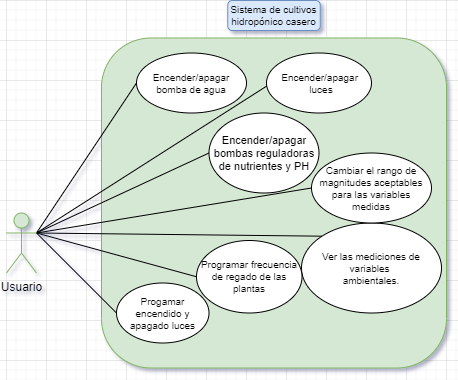 Sistema de cultivos
hidropónico casero
Encender/apagar
bomba de agua
Encender/apagar
luces
Encender/apagar
bombas reguladoras
de nutrientes y PH
Cambiar el rango de
magnitudes aceptables
para las variables
medidas
Ver las mediciones de
variables
ambientales.
Programar frecuencia
de regado de las
plantas
Progamar
encendido y
apagado luces
Usuario